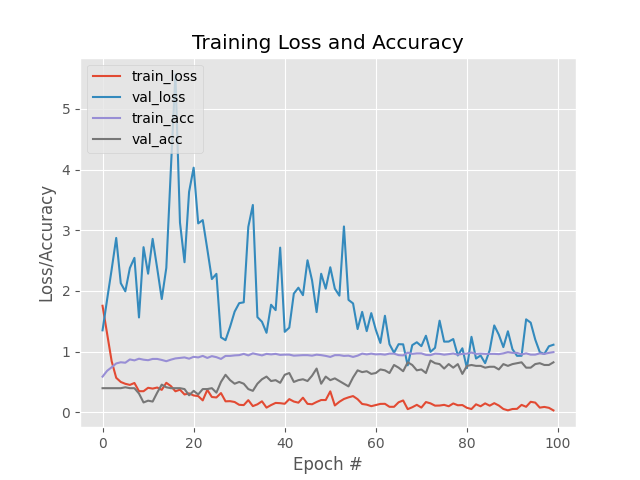 Training Loss and Accuracy
train_loss
val_loss
train_acc
val_acc
Loss/Accuracy
5
4
3
2
1
0
0 20 40 60 80 100
Epoch #